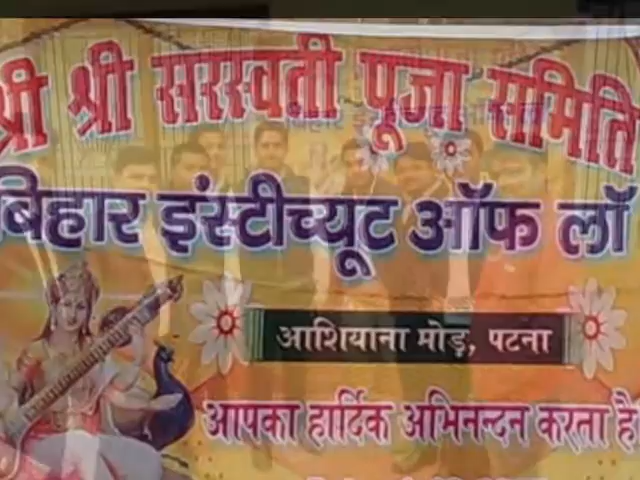 श्री श्री सरस्वती पूजा समिति
बिहार इंस्टीच्यूट ऑफ लॉ
आशियाना मोड़, पटना
आपका हार्दिक अभिनन्दन करता है